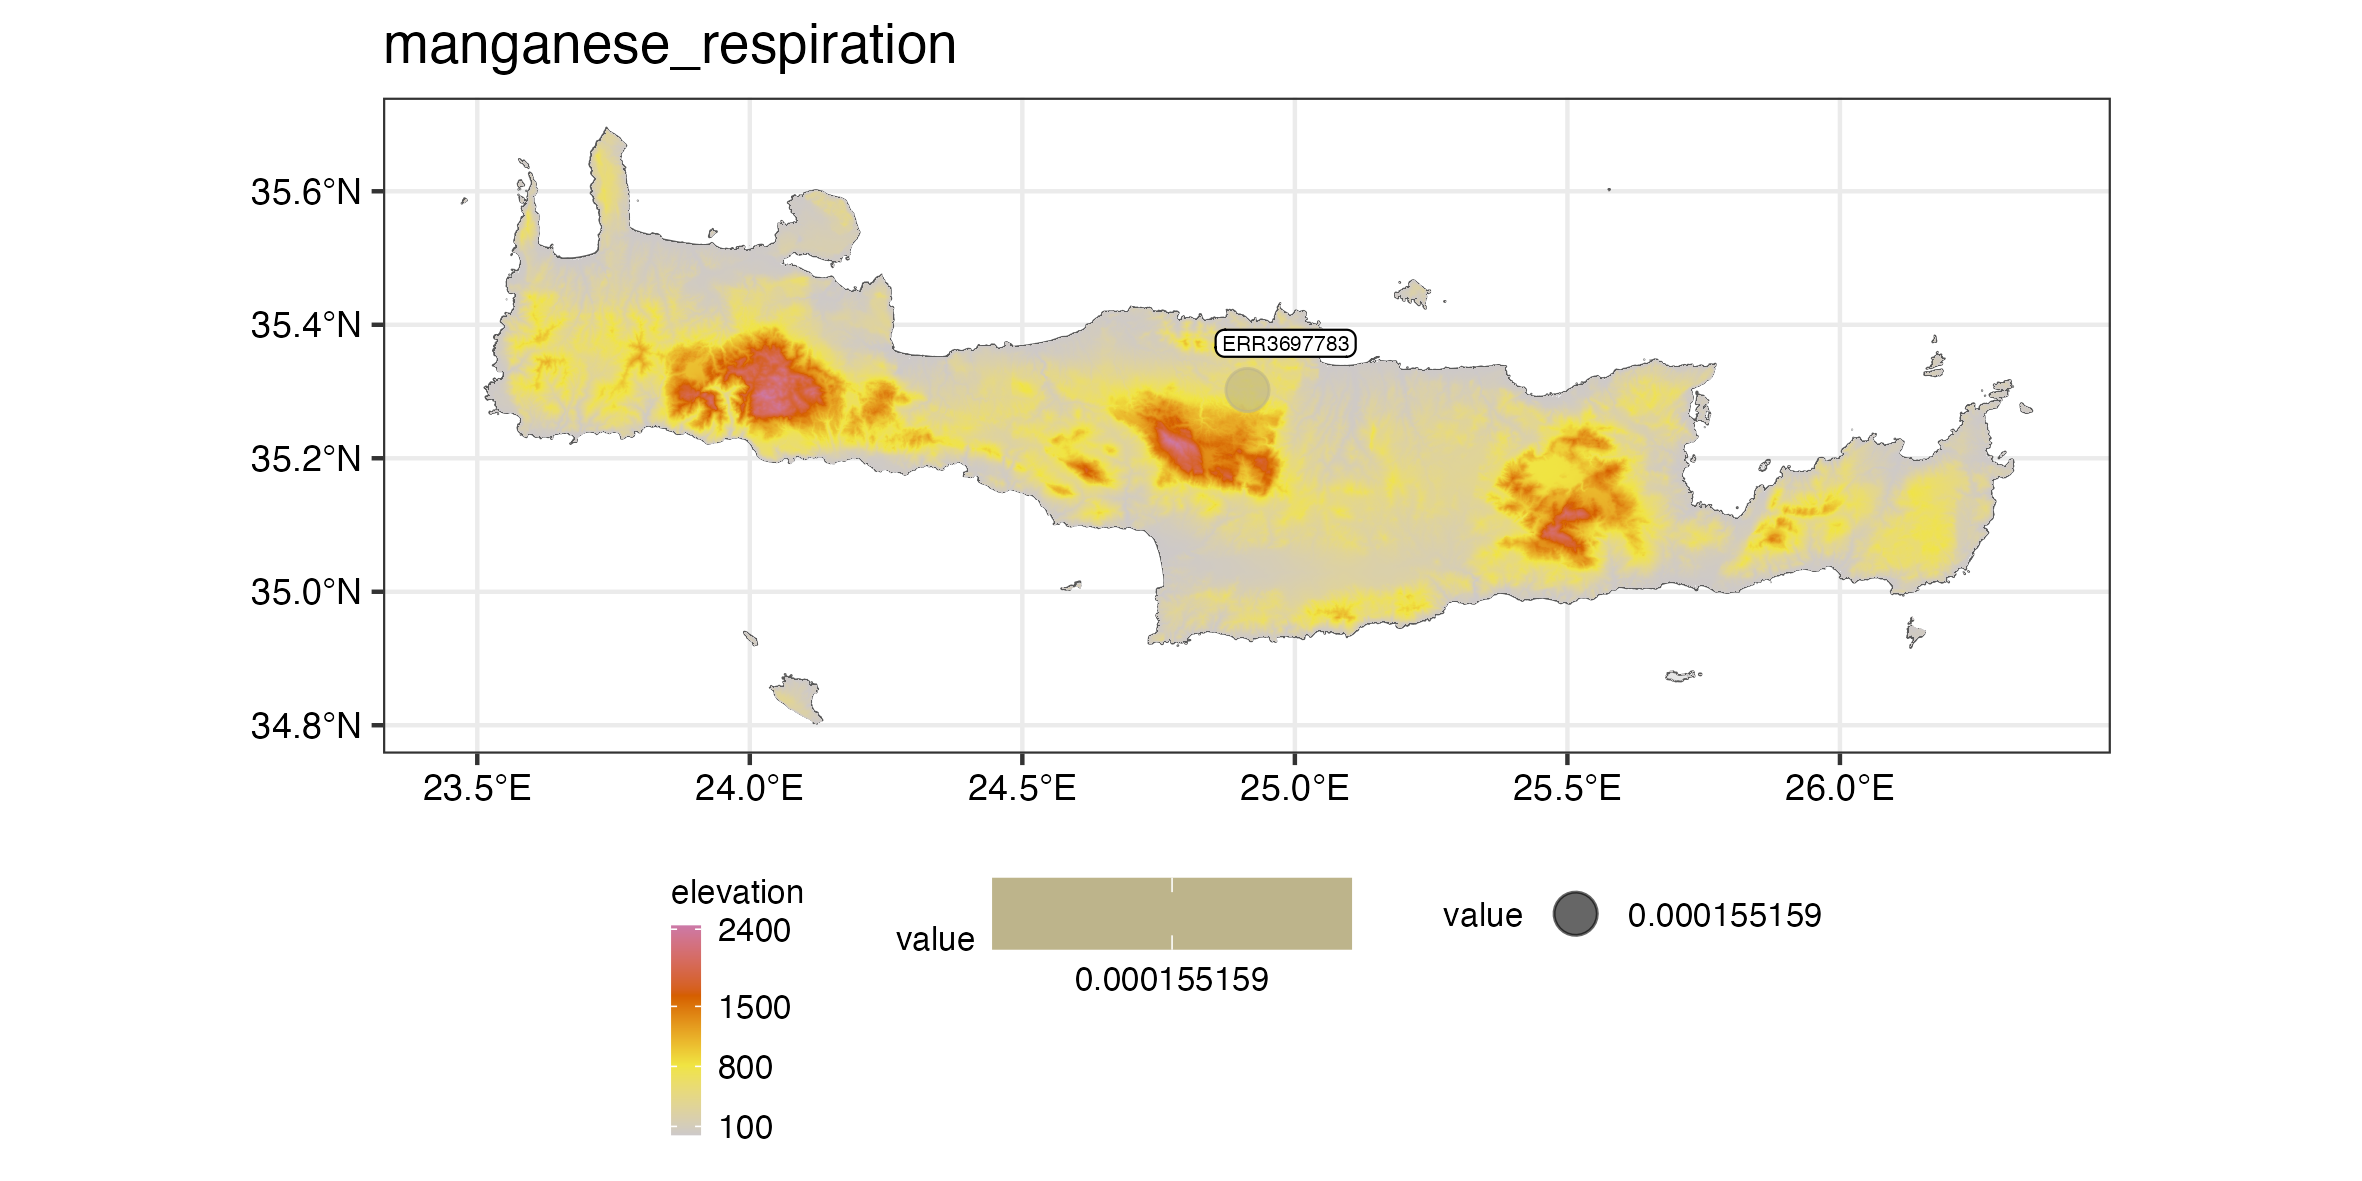 manganese_respiration
35.6°N
35.4°N
35.2°N
35.0°N
34.8°N
ERR3697783
23.5°E 24.0°E 24.5°E 25.0°E 25.5°E 26.0°E
elevation
2400
1500
800
100
value
0.000155159
value 0.000155159